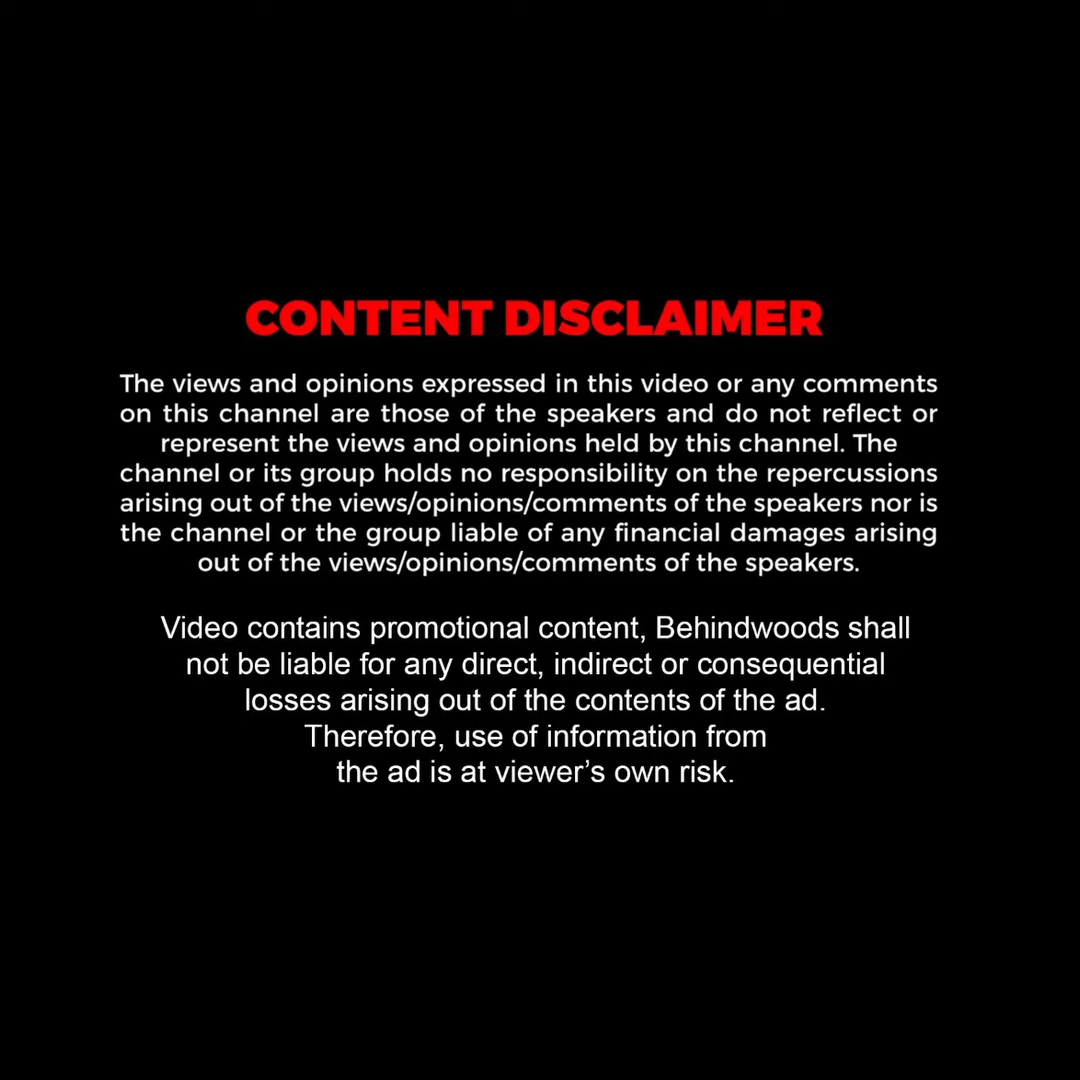 CONTENT DISCLAIMER
The views and opinions expressed in this video or any comments
on this channel are those of the speakers and do not reflect or
represent the views and opinions held by this channel. The
channel or its group holds no responsibility on the repercussions
arising out of the views/opinions/comments of the speakers nor is
the channel or the group liable of any financial damages arising
out of the views/opinions/comments of the speakers.
Video contains promotional content, Behindwoods shall
not be liable for any direct, indirect or consequential
losses arising out of the contents of the ad.
Therefore, use of information from
the ad is at viewer’s own risk.